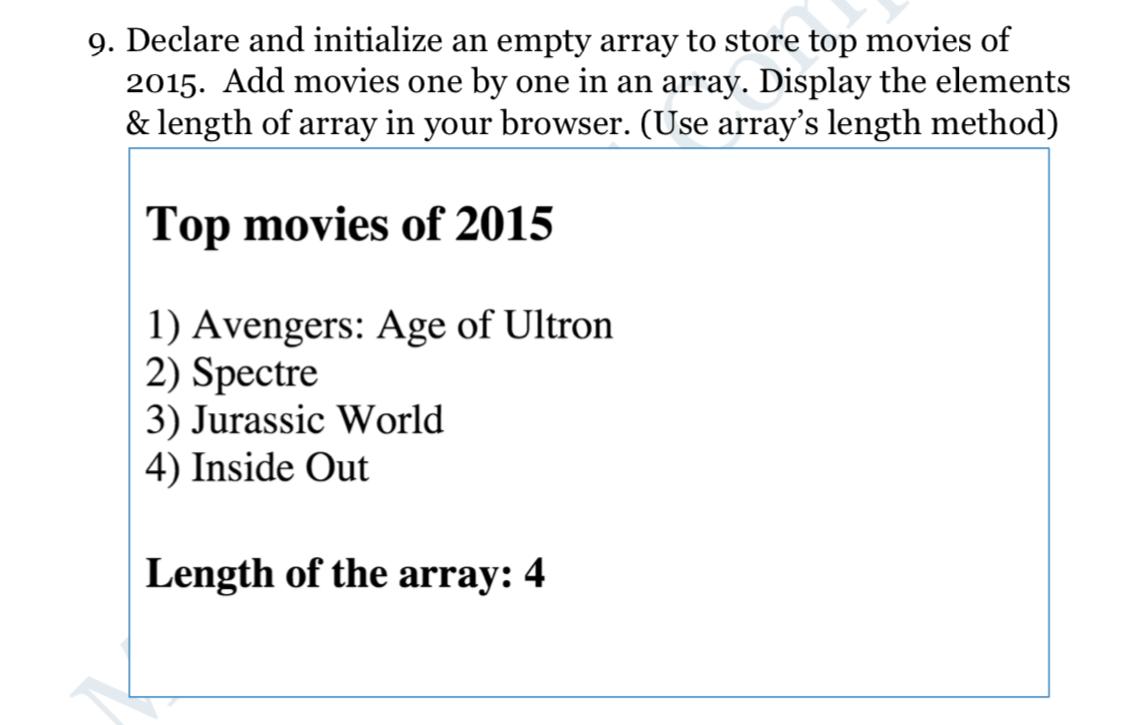 9. Declare and initialize an empty array to store top movies of
2015. Add movies one by one in an array. Display the elements
& length of array in your browser. (Use array's length method)
Top movies of 2015
1) Avengers: Age of Ultron
2) Spectre
3) Jurassic World
4) Inside Out
Length of the array: 4